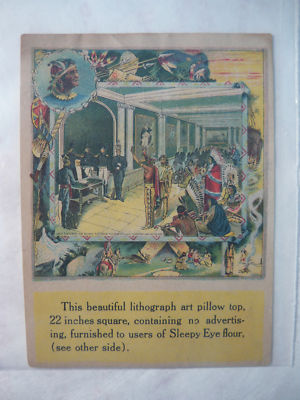 This beautiful lithograph art pillow top,
22 inches square, containing no advertis-
ing, furnished to users of Sleepy Eye flour,
(see other side).